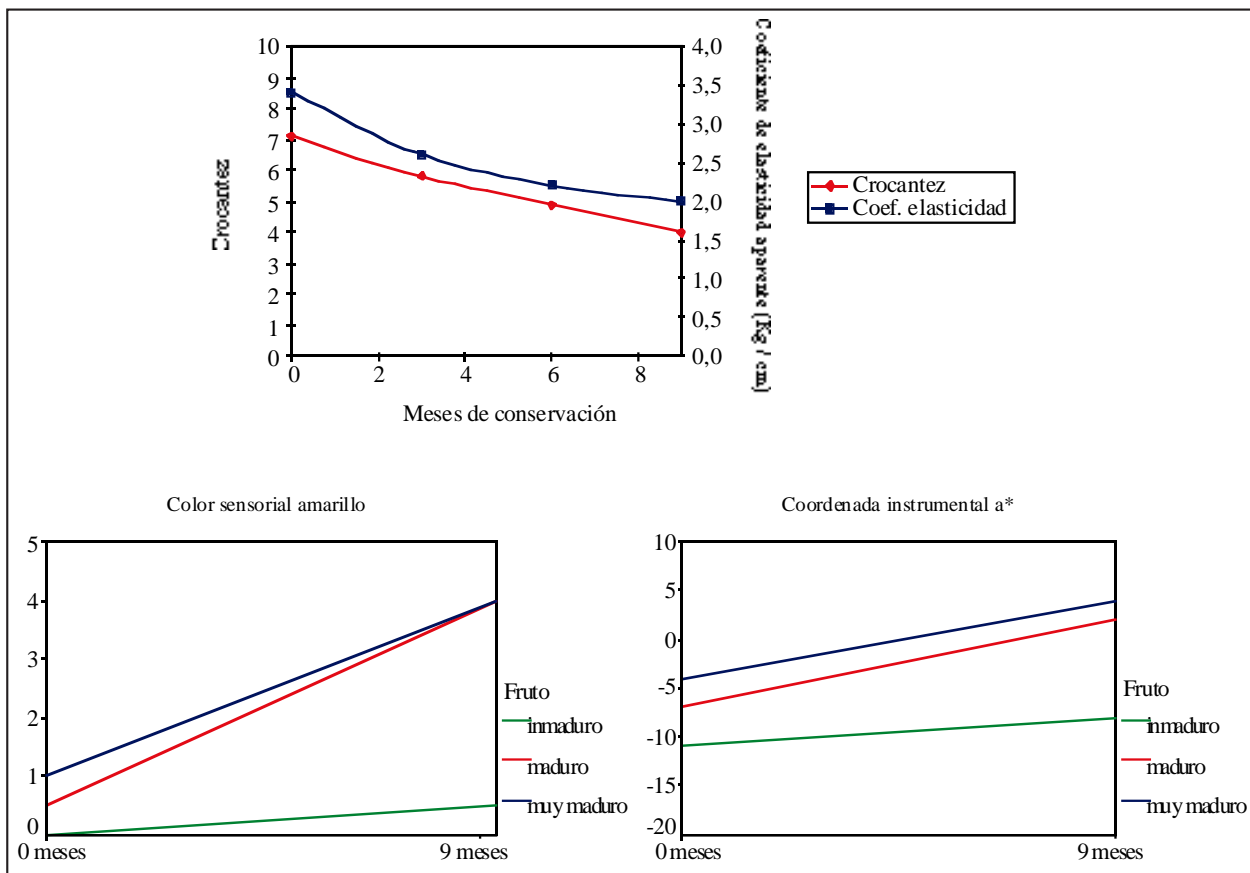 10
9
8
7
6
5
4
3
2
1
0
Crocantez
4,0
3,5
3,0
2,5
2,0
1,5
1,0
0,5
0,0
Coeficiente de elasticidad aparente (Kg / cm)
0 2 4 6 8
Meses de conservación
Crocantez
Coef. elasticidad
Color sensorial amarillo
5
4
3
2
1
0
0 meses 9 meses
Fruto
inmaduro
maduro
muy maduro
Coordenada instrumental a*
10
5
0
-5
-10
-15
-20
0 meses 9 meses
Fruto
inmaduro
maduro
muy maduro